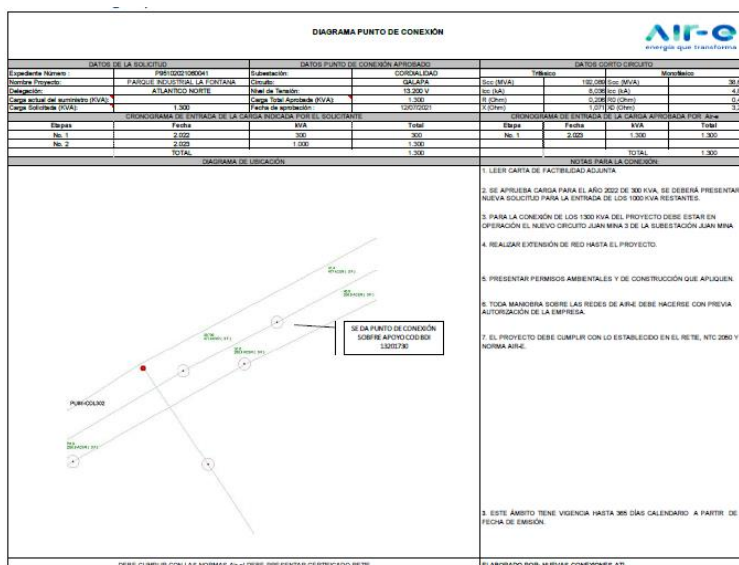 DIAGRAMA PUNTO DE CONEXIÓN
AIr-e
energía que transforma
DATOS DE LA SOLICITUD DATOS PUNTO DE CONEXIÓN APROBADO DATOS CORTO CIRCUITO
Expediente Número : Subestación: CORDIALIDAD Trifásico Monofásico
Nombre Proyecto: PARQUE INDUSTRIAL LA FONTANA Circuito: GALAPA Scc (MVA) Scc (MVA)
Delegación: ATLANTICO NORTE Nivel de Tensión: 13.200 V Icc (kA) Icc (kA)
Carga actual del suministro (KVA): Carga Total Aprobada (KVA): 1.300 R (Ohm) R0 (Ohm)
Carga Solicitada (KVA): 1.300 Fecha de aprobación : 12/07/2021 X (Ohm) 1,071 X0 (Ohm)
CRONOGRAMA DE ENTRADA DE LA CARGA INDICADA POR EL SOLICITANTE CRONOGRAMA DE ENTRADA DE LA CARGA APROBADA POR Air-e
Etapas Fecha kVA Total Etapa Fecha kVA Total
No. 1 2.022 300 300 No. 1 2.023 1.300 1.300
No. 2 2.023 1.000 1.300
TOTAL 1.300 TOTAL 1.300
DIAGRAMA DE UBICACIÓN NOTAS PARA LA CONEXIÓN:
1. LEER CARTA DE FACTIBILIDAD ADJUNTA
2. SE APRUEBA CARGA PARA EL AÑO 2022 DE 300 KVA, SE DEBERÁ PRESENTAR
NUEVA SOLICITUD PARA LA ENTRADA DE LOS 1000 KVA RESTANTES.
3. PARA LA CONEXIÓN DE LOS 1300 KVA DEL PROYECTO DEBE ESTAR EN
OPERACIÓN EL NUEVO CIRCUITO JUAN MINA 3 DE LA SUBESTACIÓN JUAN MINA
4. REALIZAR EXTENSIÓN DE RED HASTA EL PROYECTO.
5. PRESENTAR PERMISOS AMBIENTALES Y DE CONSTRUCCIÓN QUE APLIQUEN.
6. TODA MANIOBRA SOBRE LAS REDES DE AIR-E DEBE HACERSE CON PREVIA
AUTORIZACIÓN DE LA EMPRESA.
7. EL PROYECTO DEBE CUMPLIR CON LO ESTABLECIDO EN EL RETIE, NTC 2050 Y
NORMA AIR-E.
SE DA PUNTO DE CONEXIÓN
SOBFRE APOYO COD BDI
13201730
3. ESTE ÁMBITO TIENE VIGENCIA HASTA 365 DÍAS CALENDARIO A PARTIR DE
FECHA DE EMISIÓN.